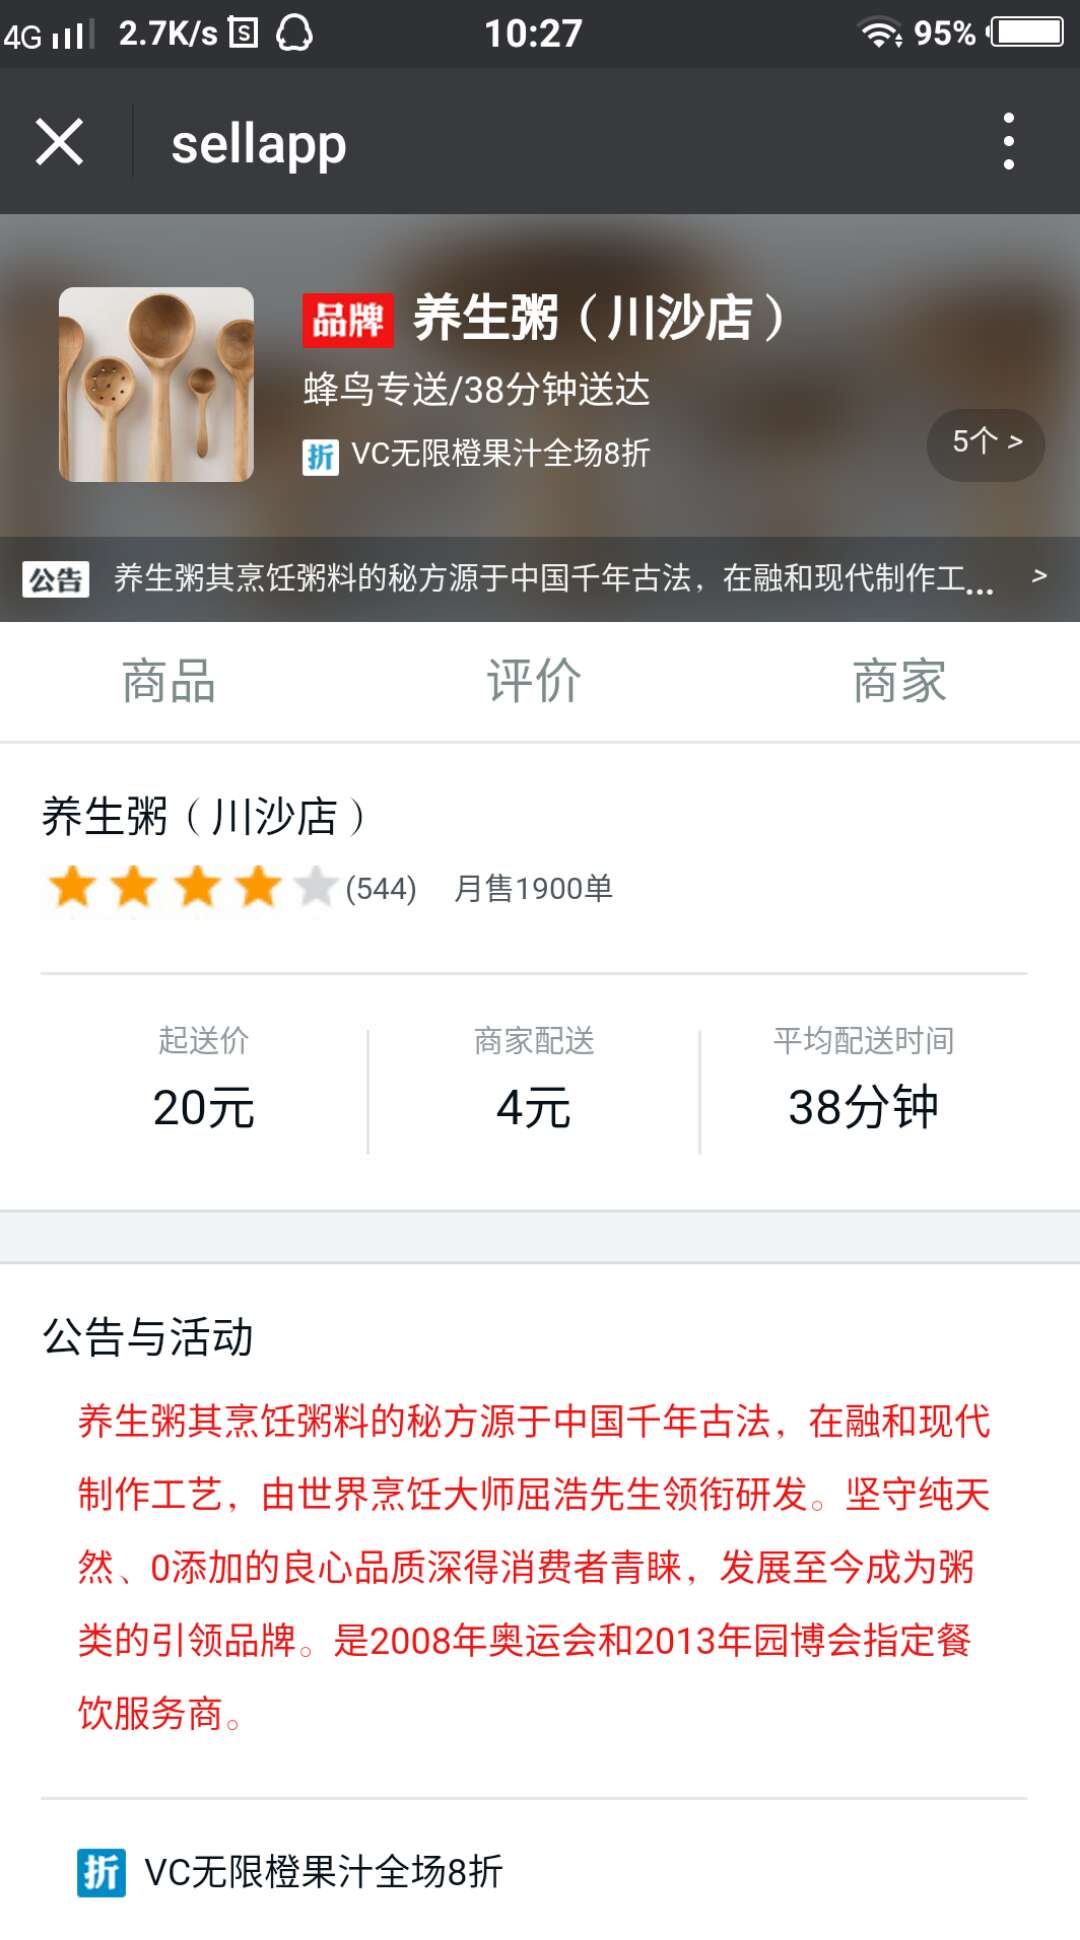 4G 2.7K/s S 10:27 95%
sellapp
品牌 养生粥（川沙店）
蜂鸟专送/38分钟送达
折 VC无限橙果汁全场8折
5个 >
公告 养生粥其烹饪粥料的秘方源于中国千年古法，在融和现代制作工... >
商品 评价 商家
养生粥（川沙店）
(544) 月售1900单
起送价 商家配送 平均配送时间
20元 4元 38分钟
公告与活动
养生粥其烹饪粥料的秘方源于中国千年古法，在融和现代
制作工艺，由世界烹饪大师屈浩先生领衔研发。坚守纯天
然、0添加的良心品质深得消费者青睐，发展至今成为粥
类的引领品牌。是2008年奥运会和2013年园博会指定餐
饮服务商。
折 VC无限橙果汁全场8折